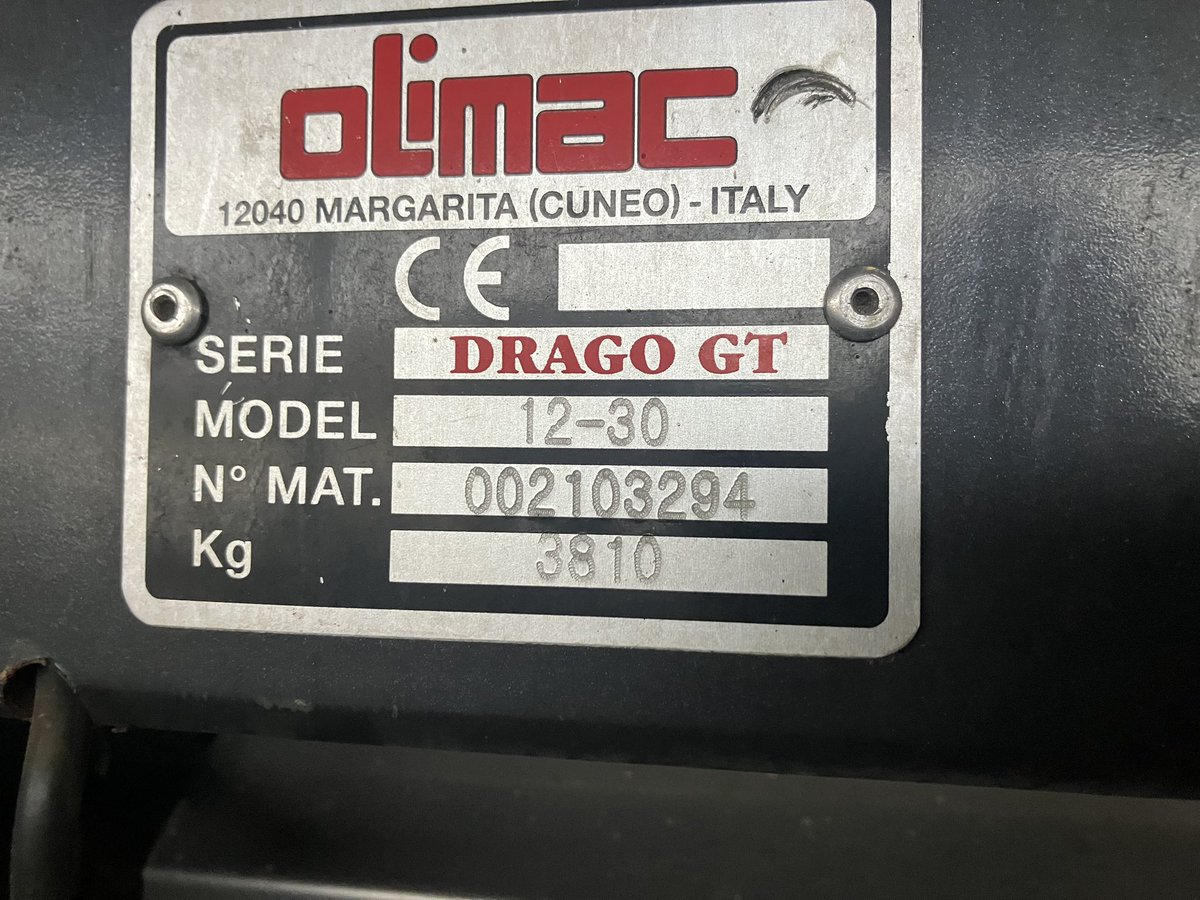 olimac
12040 MARGARITA (CUNEO) - ITALY
CE
SERIE DRAGO GT
MODEL 12-30
N° MAT. 002103294
Kg 3810